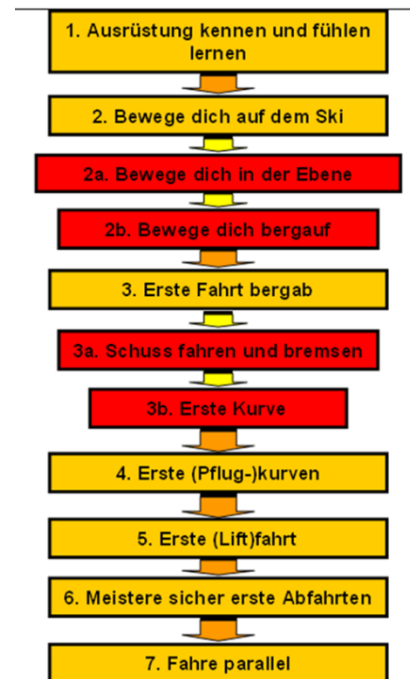 1. Ausrüstung kennen und fühlen
lernen
2. Bewege dich auf dem Ski
2a. Bewege dich in der Ebene
2b. Bewege dich bergauf
3. Erste Fahrt bergab
3a. Schuss fahren und bremsen
3b. Erste Kurve
4. Erste (Pflug-)kurven
5. Erste (Lift)fahrt
6. Meistere sicher erste Abfahrten
7. Fahre parallel